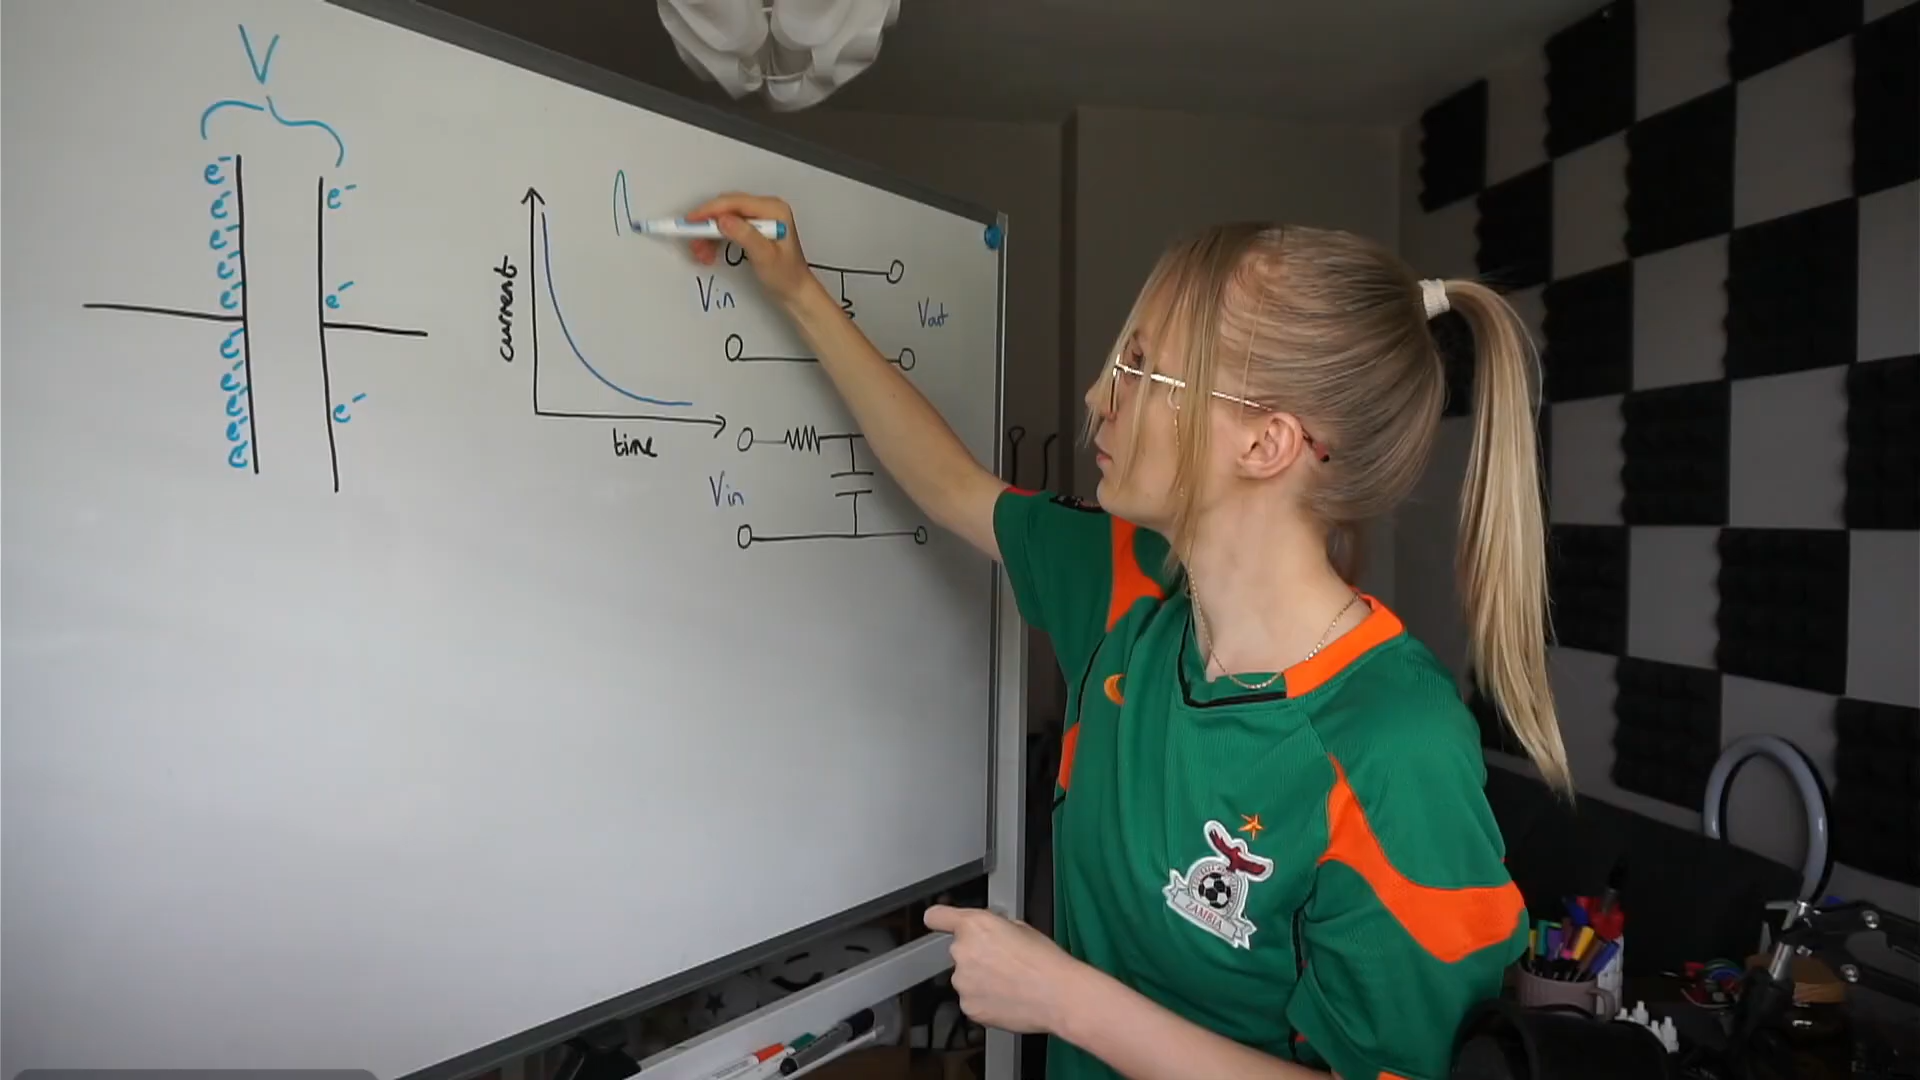 V
e⁻
e⁻
e⁻
e⁻
e⁻
e⁻
e⁻
e⁻
e⁻
e⁻
e⁻
e⁻
current
time
Vin
Vout
Vin
ZAMBIA